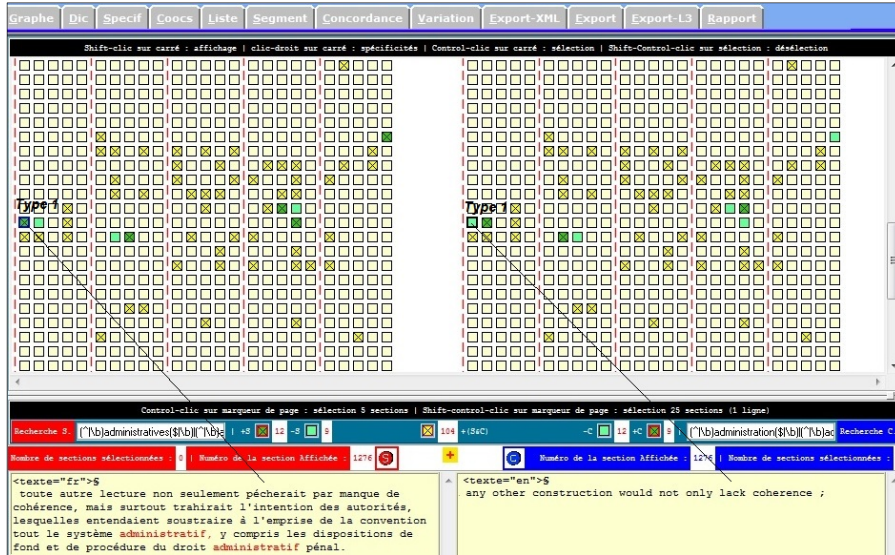 Graphe Dic Specif Coocs Liste Segment Concordance Variation Export-XML Export Export-L3 Rapport
Shift-clic sur carré : affichage | clic-droit sur carré : spécificités | Control-clic sur carré : sélection | Shift-Control-clic sur sélection : désélection
Type 1 Type 1
Control-clic sur marqueur de page : sélection 5 sections | Shift-control-clic sur marqueur de page : sélection 25 sections (1 ligne)
Recherche S. [^|\b)administratives($|\b)|(^|\b)a | +S 12 -S 9 104 +(S&C) -C 12 +C 9 (^|\b)administration($|\b)|(^|\b)ad Recherche C.
Nombre de sections sélectionnées : 0 | Numéro de la section Affichée : 1276 S + C Numéro de la section Affichée : 1276 | Nombre de sections sélectionnées :
<texte="fr">§
toute autre lecture non seulement pécherait par manque de
cohérence, mais surtout trahirait l'intention des autorités,
lesquelles entendaient soustraire à l'emprise de la convention
tout le système administratif, y compris les dispositions de
fond et de procédure du droit administratif pénal.
<texte="en">§
any other construction would not only lack coherence ;